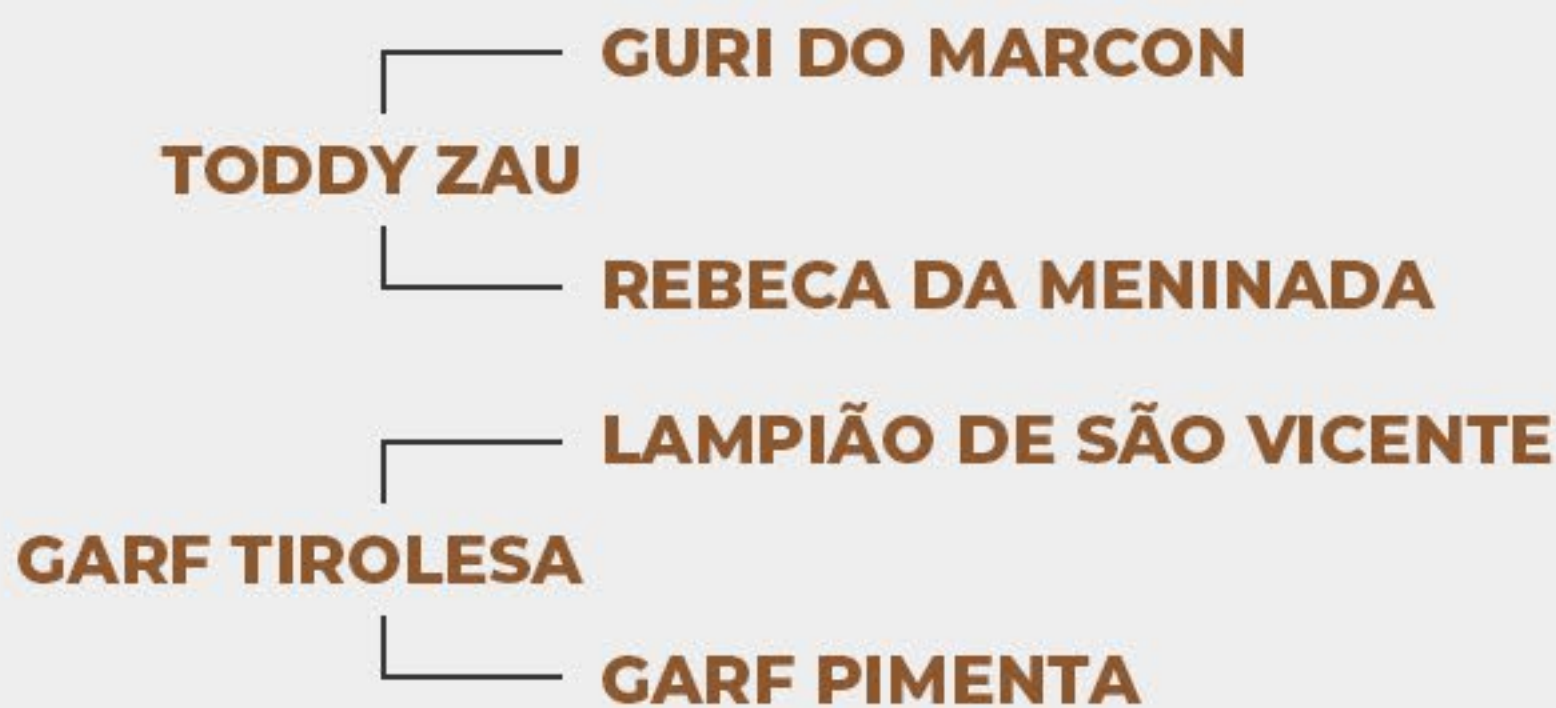 GURI DO MARCON
TODDY ZAU
REBECA DA MENINADA
LAMPIÃO DE SÃO VICENTE
GARF TIROLESA
GARF PIMENTA